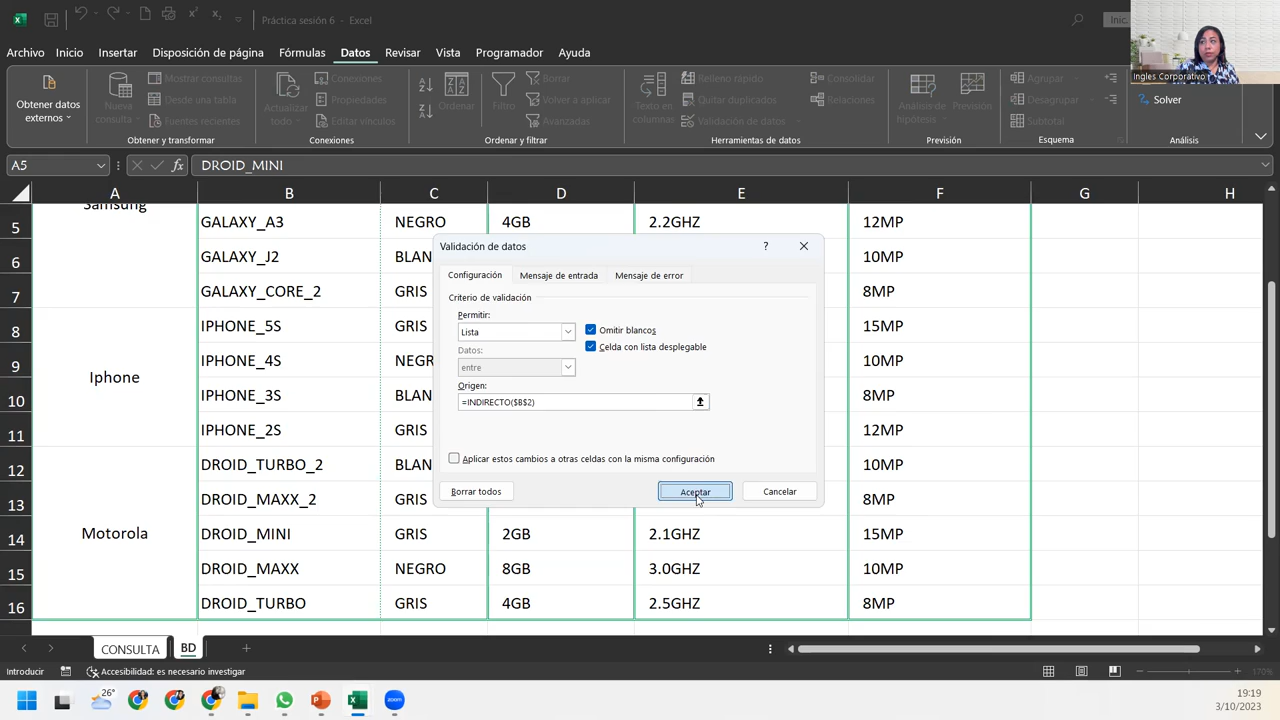 Práctica sesión 6 - Excel
Inic
Archivo Inicio Insertar Disposición de página Fórmulas Datos Revisar Vista Programador Ayuda
Ingles Corporativo
Obtener datos externos
Nueva consulta
Mostrar consultas
Desde una tabla
Fuentes recientes
Actualizar todo
Conexiones
Propiedades
Editar vínculos
Ordenar
Filtro
Volver a aplicar
Avanzadas
Texto en columnas
Relleno rápido
Quitar duplicados
Validación de datos
Consolidar
Relaciones
Análisis de hipótesis
Previsión
Agrupar
Desagrupar
Subtotal
Solver
Obtener y transformar
Conexiones
Ordenar y filtrar
Herramientas de datos
Previsión
Esquema
Análisis
A5
fx
DROID_MINI
A B C D E F G H
Samsung
5 GALAXY_A3 NEGRO 4GB 2.2GHZ 12MP
6 GALAXY_J2 BLAN 10MP
7 GALAXY_CORE_2 GRIS 8MP
8 IPHONE_5S GRIS 15MP
9 IPHONE_4S NEGR 10MP
Iphone
10 IPHONE_3S BLAN 8MP
11 IPHONE_2S GRIS 12MP
12 DROID_TURBO_2 BLAN 10MP
13 DROID_MAXX_2 GRIS 8MP
14 Motorola DROID_MINI GRIS 2GB 2.1GHZ 15MP
15 DROID_MAXX NEGRO 8GB 3.0GHZ 10MP
16 DROID_TURBO GRIS 4GB 2.5GHZ 8MP
Validación de datos
?
Configuración Mensaje de entrada Mensaje de error
Criterio de validación
Permitir:
Lista
Omitir blancos
Celda con lista desplegable
Datos:
entre
Origen:
=INDIRECTO($B$2)
Aplicar estos cambios a otras celdas con la misma configuración
Borrar todos Aceptar Cancelar
CONSULTA BD
Introducir
Accesibilidad: es necesario investigar
170%
26°
zoom
19:19
3/10/2023